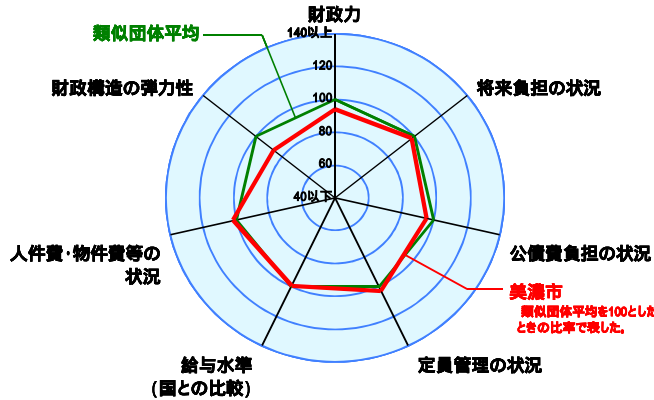 財政力
類似団体平均
140以上
120
100
80
60
40以下
財政構造の弾力性
将来負担の状況
人件費・物件費等の
状況
公債費負担の状況
美濃市
類似団体平均を100とした
ときの比率で表した。
給与水準
(国との比較)
定員管理の状況